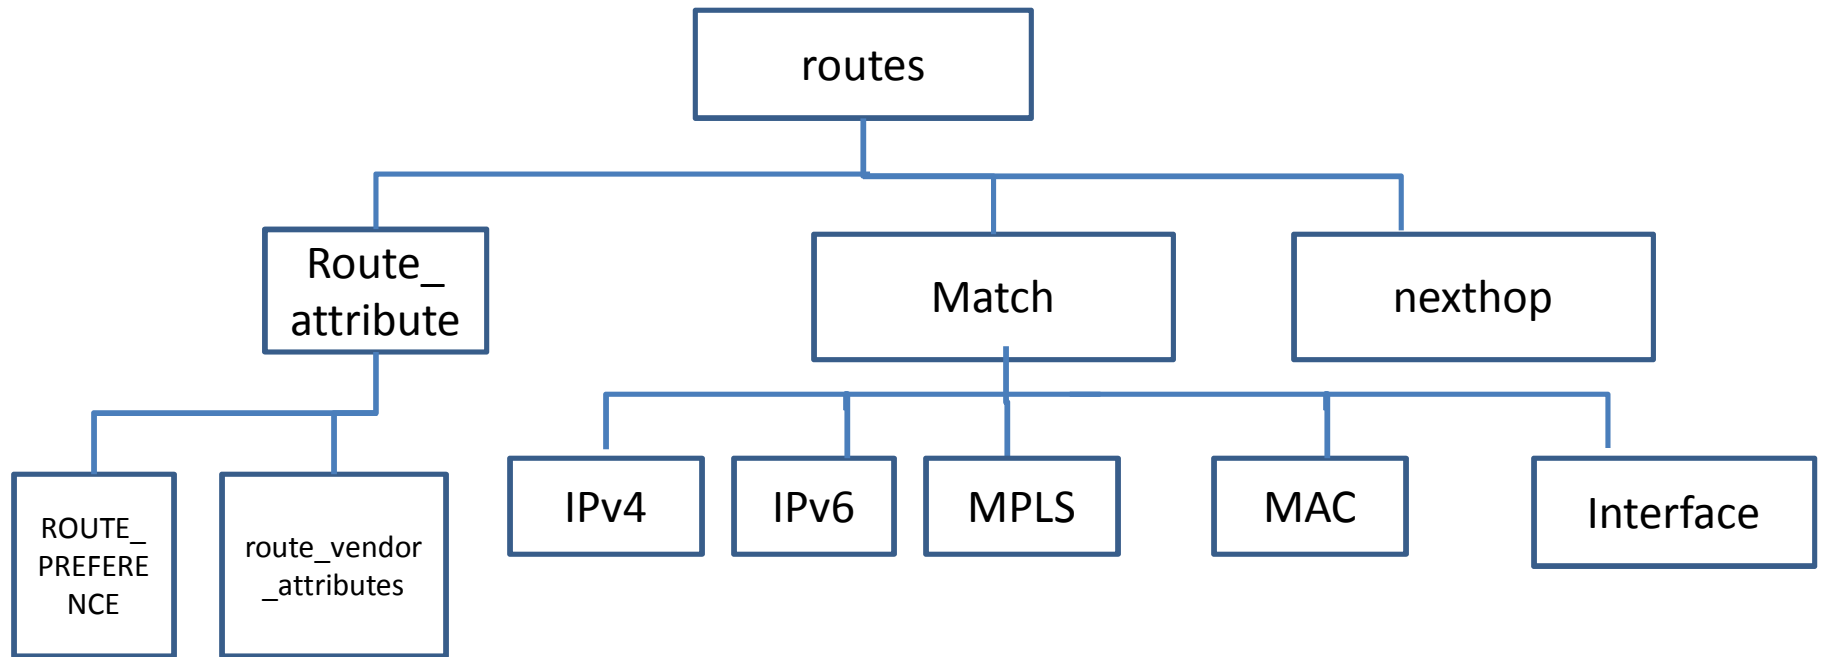 routes
Route_
attribute
Match
nexthop
ROUTE_
PREFERE
NCE
route_vendor
_attributes
IPv4
IPv6
MPLS
MAC
Interface